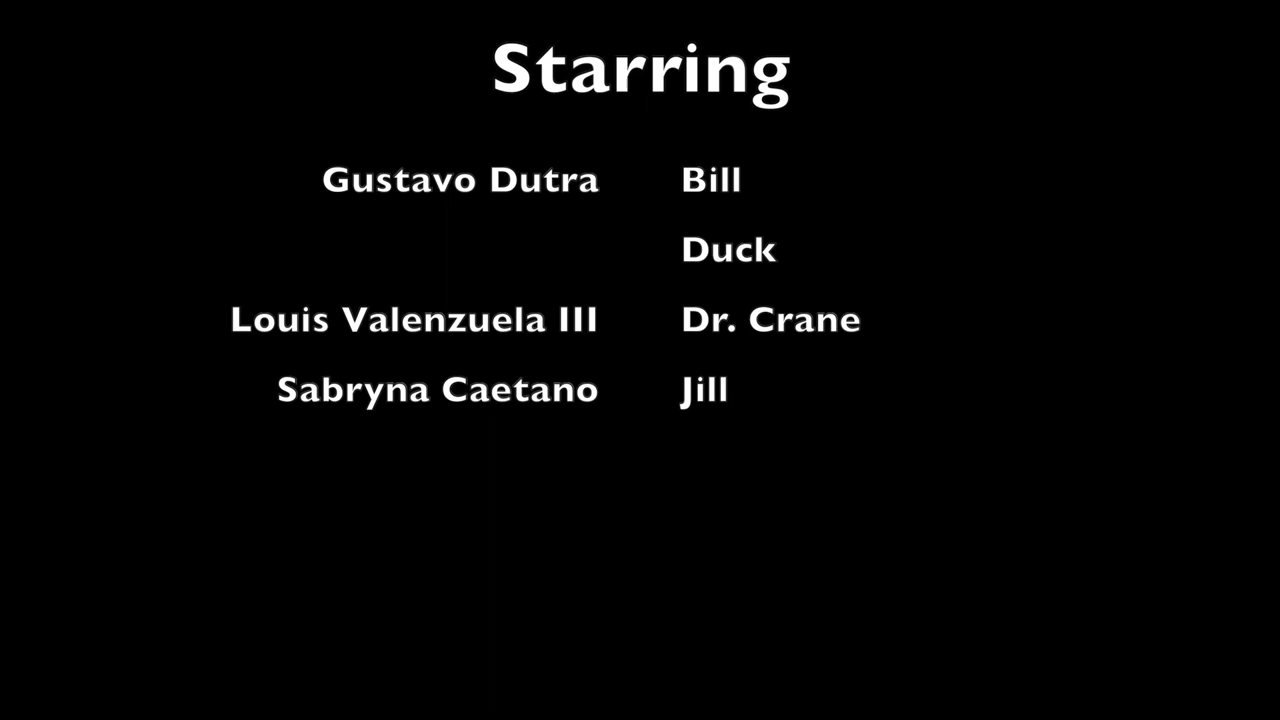 Starring
Gustavo Dutra Bill
Duck
Louis Valenzuela III Dr. Crane
Sabryna Caetano Jill